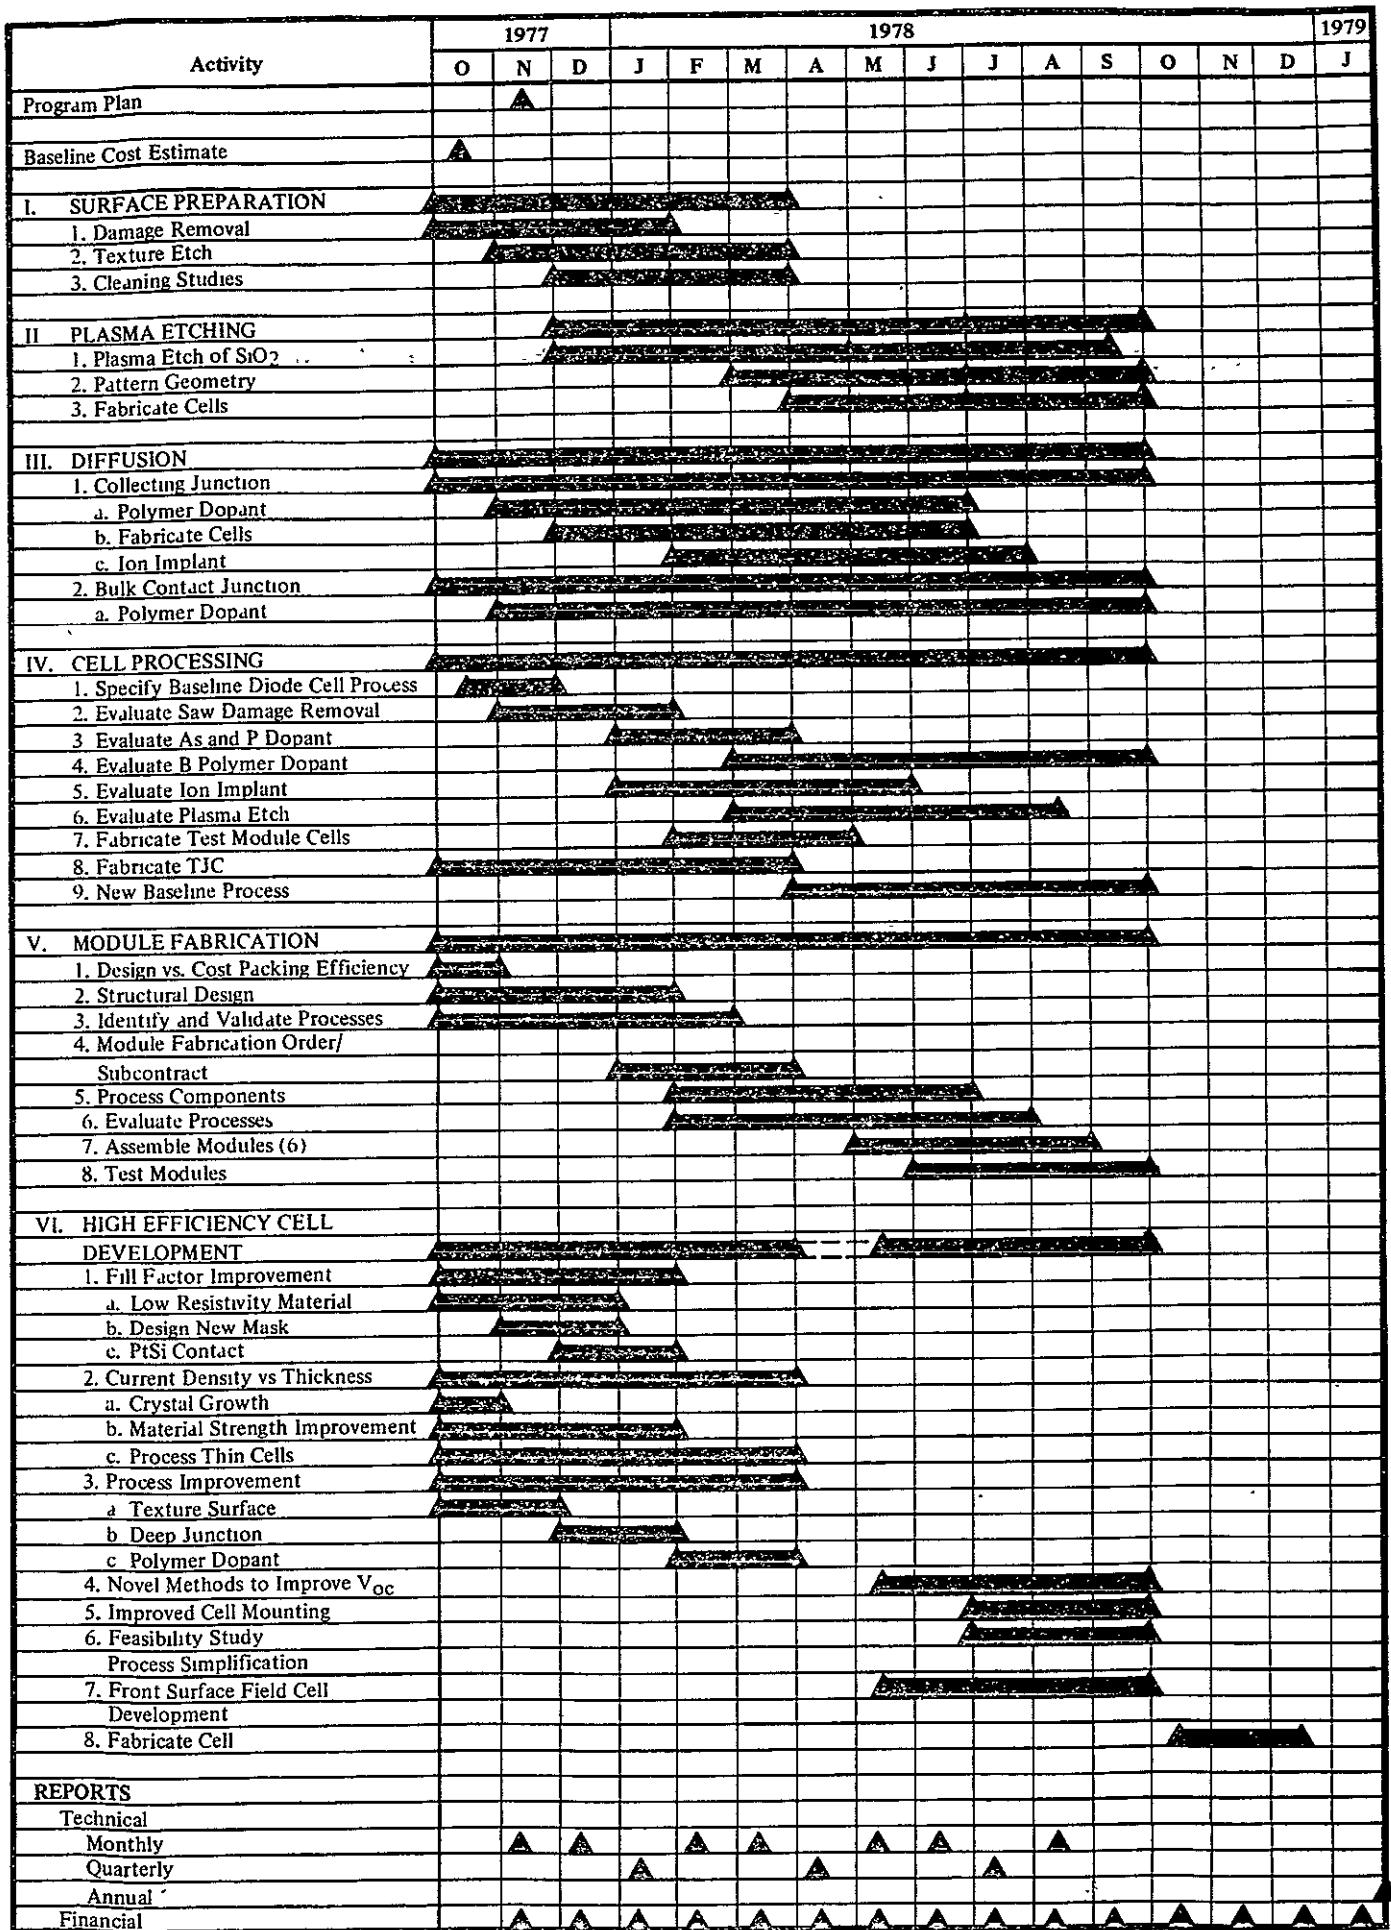 1977 1978 1979
Activity O N D J F M A M J J A S O N D J
Program Plan
Baseline Cost Estimate
I. SURFACE PREPARATION
1. Damage Removal
2. Texture Etch
3. Cleaning Studies
II PLASMA ETCHING
1. Plasma Etch of SiO2
2. Pattern Geometry
3. Fabricate Cells
III. DIFFUSION
1. Collecting Junction
a. Polymer Dopant
b. Fabricate Cells
c. Ion Implant
2. Bulk Contact Junction
a. Polymer Dopant
IV. CELL PROCESSING
1. Specify Baseline Diode Cell Process
2. Evaluate Saw Damage Removal
3 Evaluate As and P Dopant
4. Evaluate B Polymer Dopant
5. Evaluate Ion Implant
6. Evaluate Plasma Etch
7. Fabricate Test Module Cells
8. Fabricate TJC
9. New Baseline Process
V. MODULE FABRICATION
1. Design vs. Cost Packing Efficiency
2. Structural Design
3. Identify and Validate Processes
4. Module Fabrication Order/
Subcontract
5. Process Components
6. Evaluate Processes
7. Assemble Modules (6)
8. Test Modules
VI. HIGH EFFICIENCY CELL
DEVELOPMENT
1. Fill Factor Improvement
a. Low Resistivity Material
b. Design New Mask
c. PtSi Contact
2. Current Density vs Thickness
a. Crystal Growth
b. Material Strength Improvement
c. Process Thin Cells
3. Process Improvement
a Texture Surface
b Deep Junction
c Polymer Dopant
4. Novel Methods to Improve VOC
5. Improved Cell Mounting
6. Feasibility Study
Process Simplification
7. Front Surface Field Cell
Development
8. Fabricate Cell
REPORTS
Technical
Monthly
Quarterly
Annual
Financial